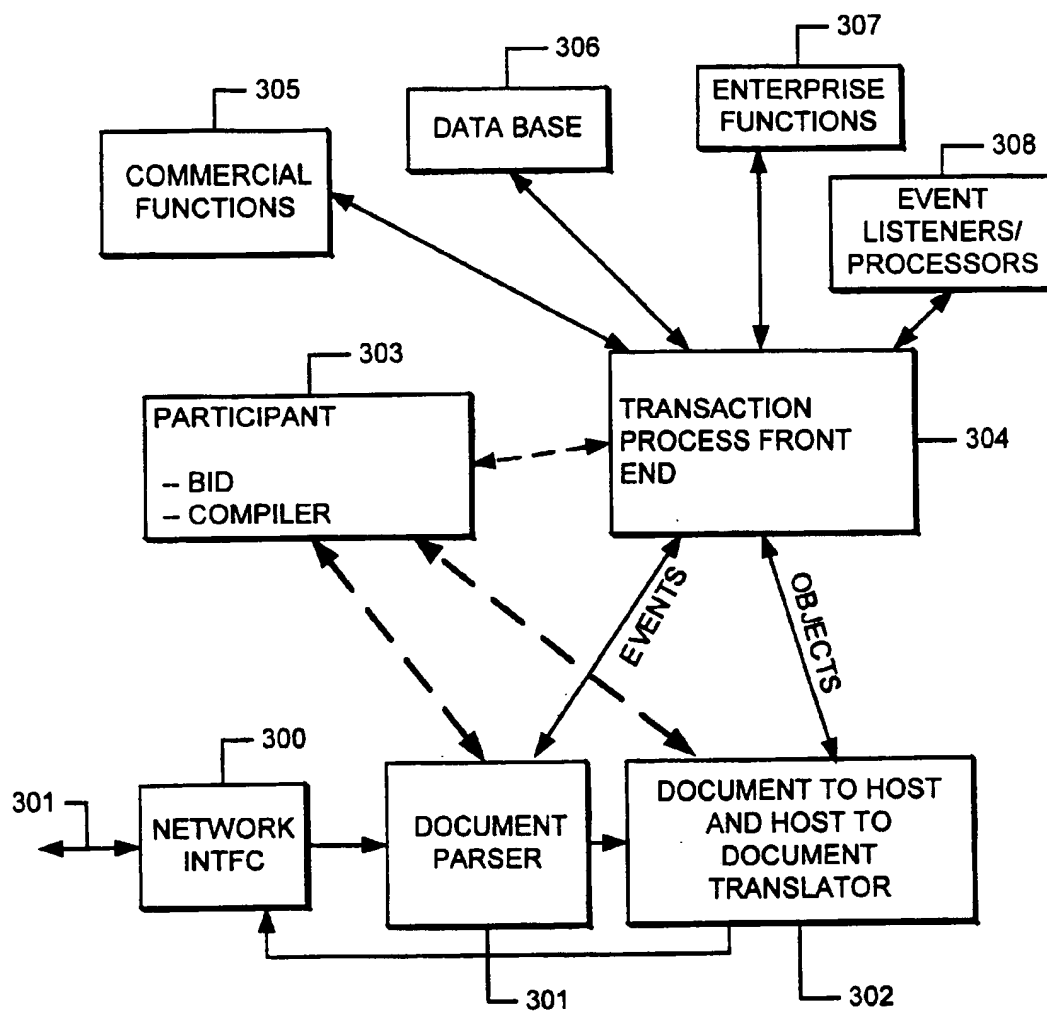 307
306
ENTERPRISE
FUNCTIONS
305
DATA BASE
308
COMMERCIAL
FUNCTIONS
EVENT
LISTENERS/
PROCESSORS
303
PARTICIPANT
– BID
– COMPILER
TRANSACTION
PROCESS FRONT
END
304
EVENTS
OBJECTS
300
301
NETWORK
INTFC
DOCUMENT
PARSER
DOCUMENT TO HOST
AND HOST TO
DOCUMENT
TRANSLATOR
301
302